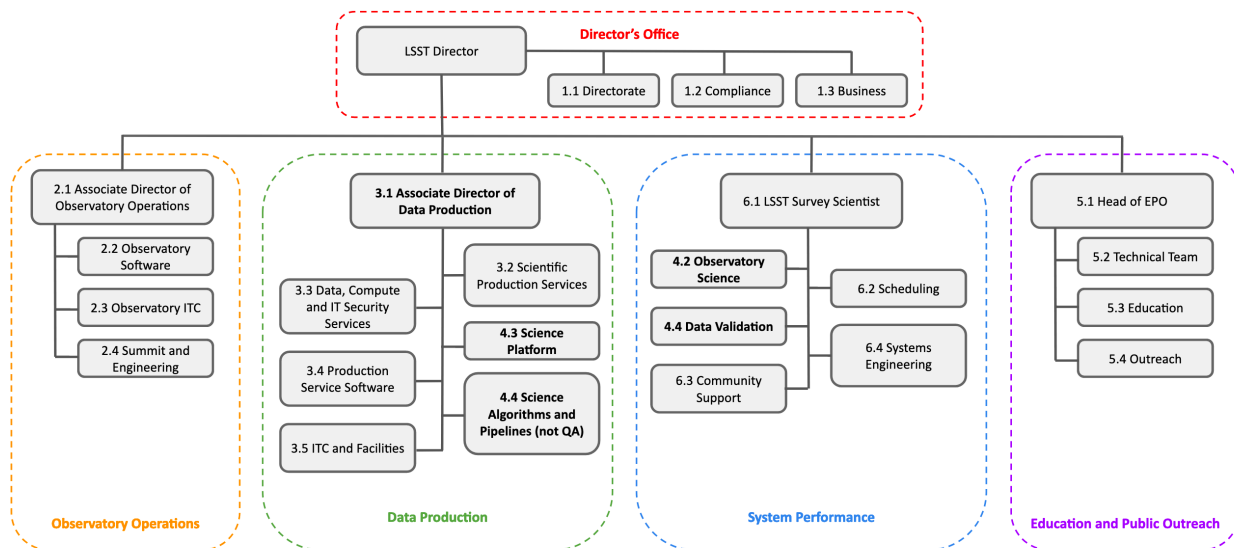 Director's Office
LSST Director
1.1 Directorate
1.2 Compliance
1.3 Business
2.1 Associate Director of
Observatory Operations
2.2 Observatory
Software
2.3 Observatory ITC
2.4 Summit and
Engineering
Observatory Operations
3.1 Associate Director of
Data Production
3.2 Scientific
Production Services
3.3 Data, Compute
and IT Security
Services
4.3 Science
Platform
3.4 Production
Service Software
4.4 Science
Algorithms and
Pipelines (not QA)
3.5 ITC and Facilities
Data Production
6.1 LSST Survey Scientist
4.2 Observatory
Science
6.2 Scheduling
4.4 Data Validation
6.4 Systems
Engineering
6.3 Community
Support
System Performance
5.1 Head of EPO
5.2 Technical Team
5.3 Education
5.4 Outreach
Education and Public Outreach